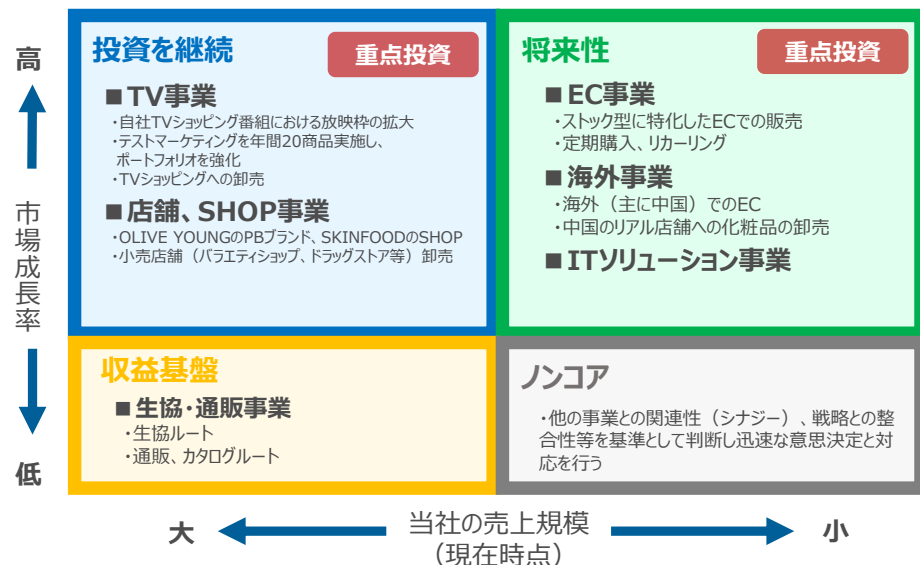 高
市場成長率
低
投資を継続
重点投資
■TV事業
・自社TVショッピング番組における放映枠の拡大
・テストマーケティングを年間20商品実施し、
ポートフォリオを強化
・TVショッピングへの卸売
■店舗、SHOP事業
・OLIVE YOUNGのPBブランド、SKINFOODのSHOP
・小売店舗（バラエティショップ、ドラッグストア等）卸売
将来性
重点投資
■EC事業
・ストック型に特化したECでの販売
・定期購入、リカーリング
■海外事業
・海外（主に中国）でのEC
・中国のリアル店舗への化粧品の卸売
■ITソリューション事業
収益基盤
■生協・通販事業
・生協ルート
・通販、カタログルート
ノンコア
・他の事業との関連性（シナジー）、戦略との整
合性等を基準として判断し迅速な意思決定と対
応を行う
大
当社の売上規模
（現在時点）
小